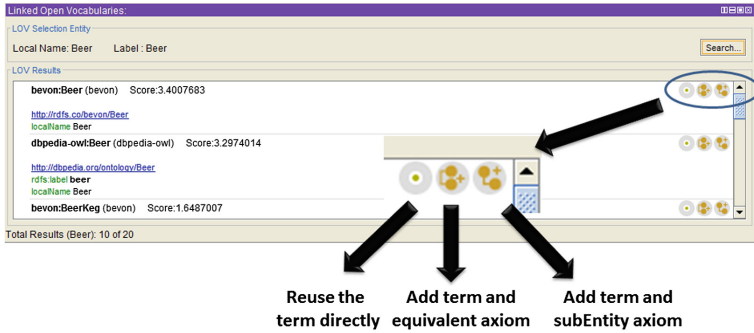 Linked Open Vocabularies:
LOV Selection Entity
Local Name: Beer Label : Beer
Search...
LOV Results
bevon:Beer (bevon) Score:3.4007683
http://rdfs.co/bevon/Beer
localName Beer
dbpedia-owl:Beer (dbpedia-owl) Score:3.2974014
http://dbpedia.org/ontology/Beer
rdfs:label beer
localName Beer
bevon:BeerKeg (bevon) Score:1.6487007
Total Results (Beer): 10 of 20
Reuse the
term directly
Add term and
equivalent axiom
Add term and
subEntity axiom